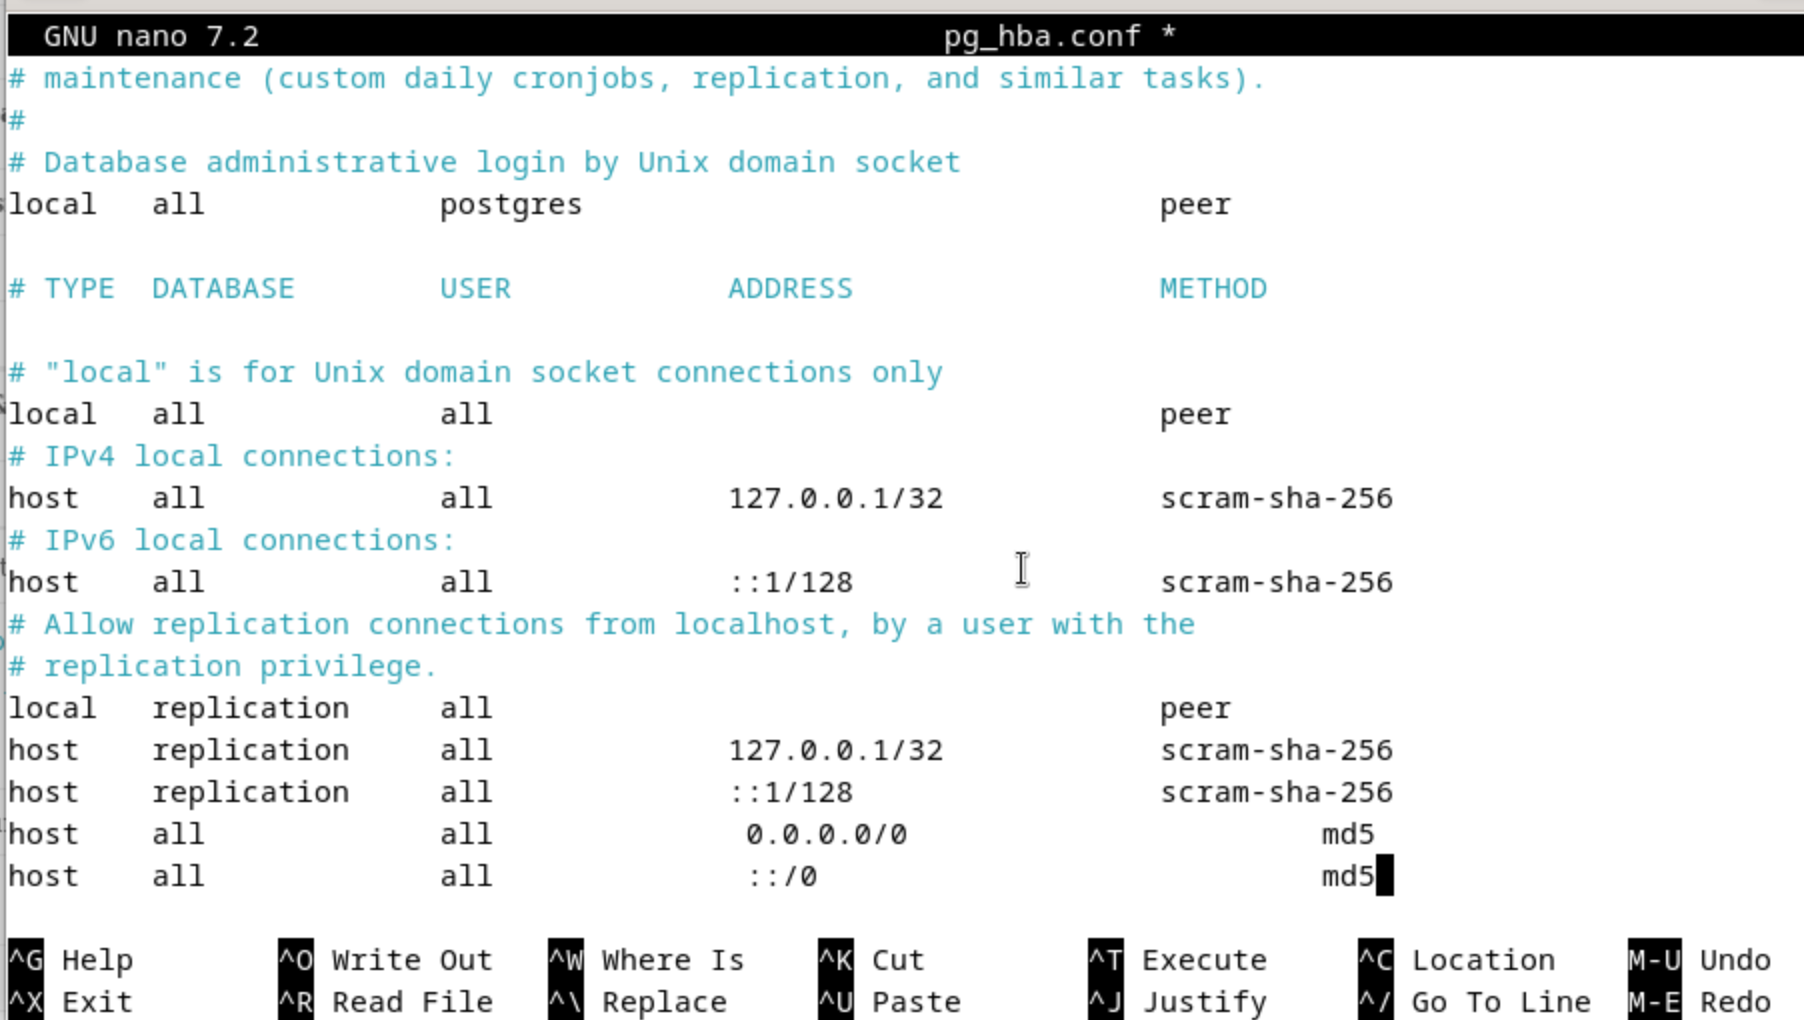 GNU nano 7.2 pg_hba.conf *
# maintenance (custom daily cronjobs, replication, and similar tasks).
#
# Database administrative login by Unix domain socket
local   all             postgres                                peer
# TYPE  DATABASE        USER            ADDRESS                 METHOD
# "local" is for Unix domain socket connections only
local   all             all                                     peer
# IPv4 local connections:
host    all             all             127.0.0.1/32            scram-sha-256
# IPv6 local connections:
host    all             all             ::1/128                 scram-sha-256
# Allow replication connections from localhost, by a user with the
# replication privilege.
local   replication     all                                     peer
host    replication     all             127.0.0.1/32            scram-sha-256
host    replication     all             ::1/128                 scram-sha-256
host    all             all              0.0.0.0/0                       md5
host    all             all              ::/0                            md5
^G Help ^O Write Out ^W Where Is ^K Cut ^T Execute ^C Location M-U Undo
^X Exit ^R Read File ^\ Replace ^U Paste ^J Justify ^/ Go To Line M-E Redo